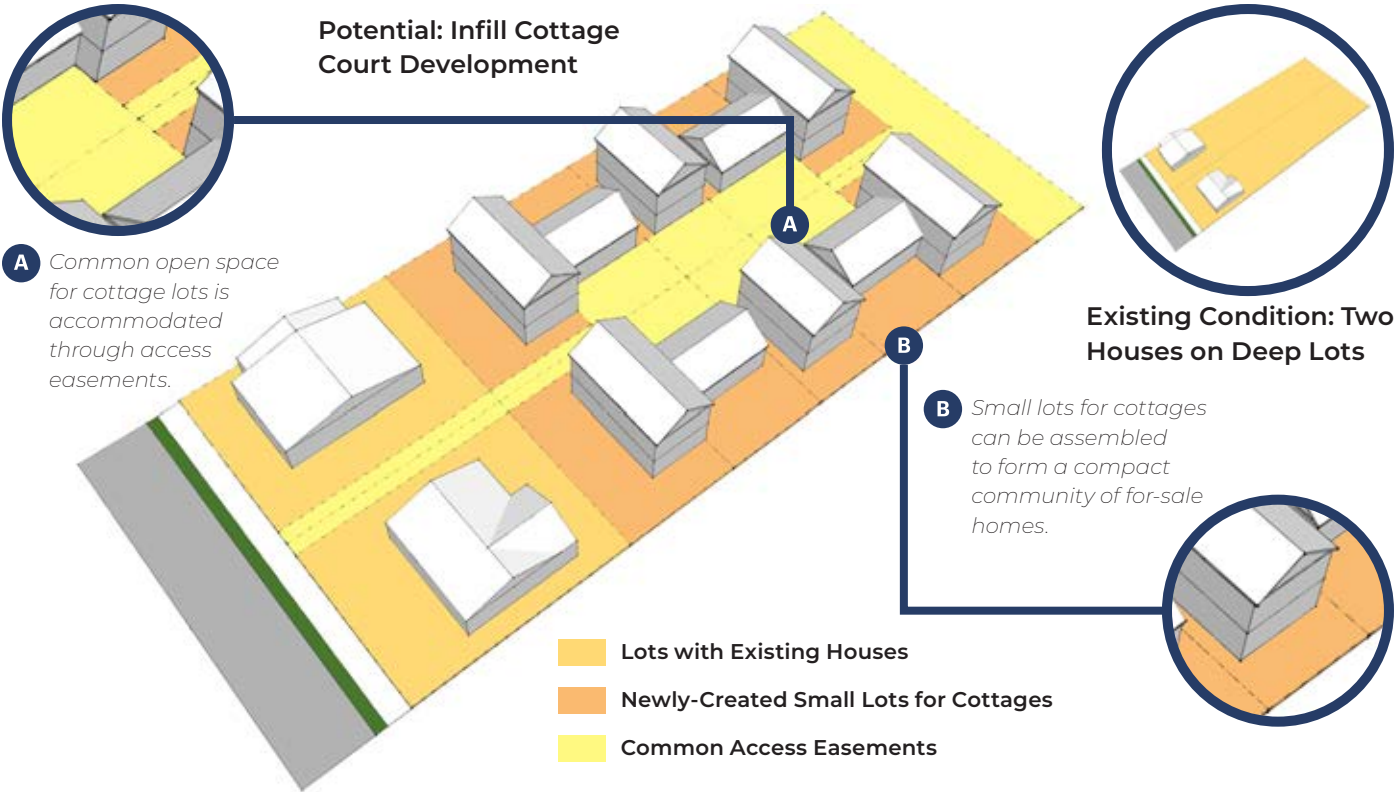 Potential: Infill Cottage
Court Development
A
A
Common open space
for cottage lots is
accommodated
through access
easements.
Existing Condition: Two
Houses on Deep Lots
B
B
Small lots for cottages
can be assembled
to form a compact
community of for-sale
homes.
Lots with Existing Houses
Newly-Created Small Lots for Cottages
Common Access Easements